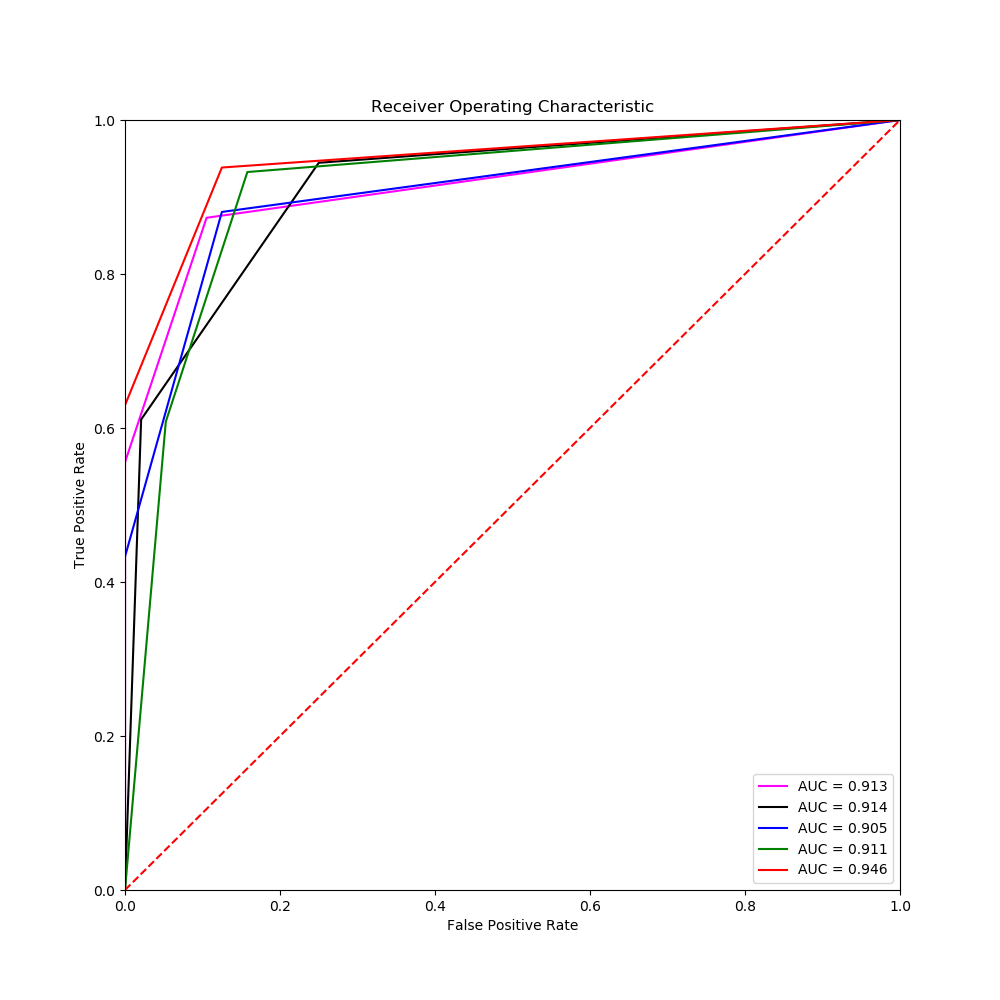 Receiver Operating Characteristic
1.0
0.8
0.6
0.4
0.2
0.0
True Positive Rate
0.0 0.2 0.4 0.6 0.8 1.0
False Positive Rate
AUC = 0.913
AUC = 0.914
AUC = 0.905
AUC = 0.911
AUC = 0.946